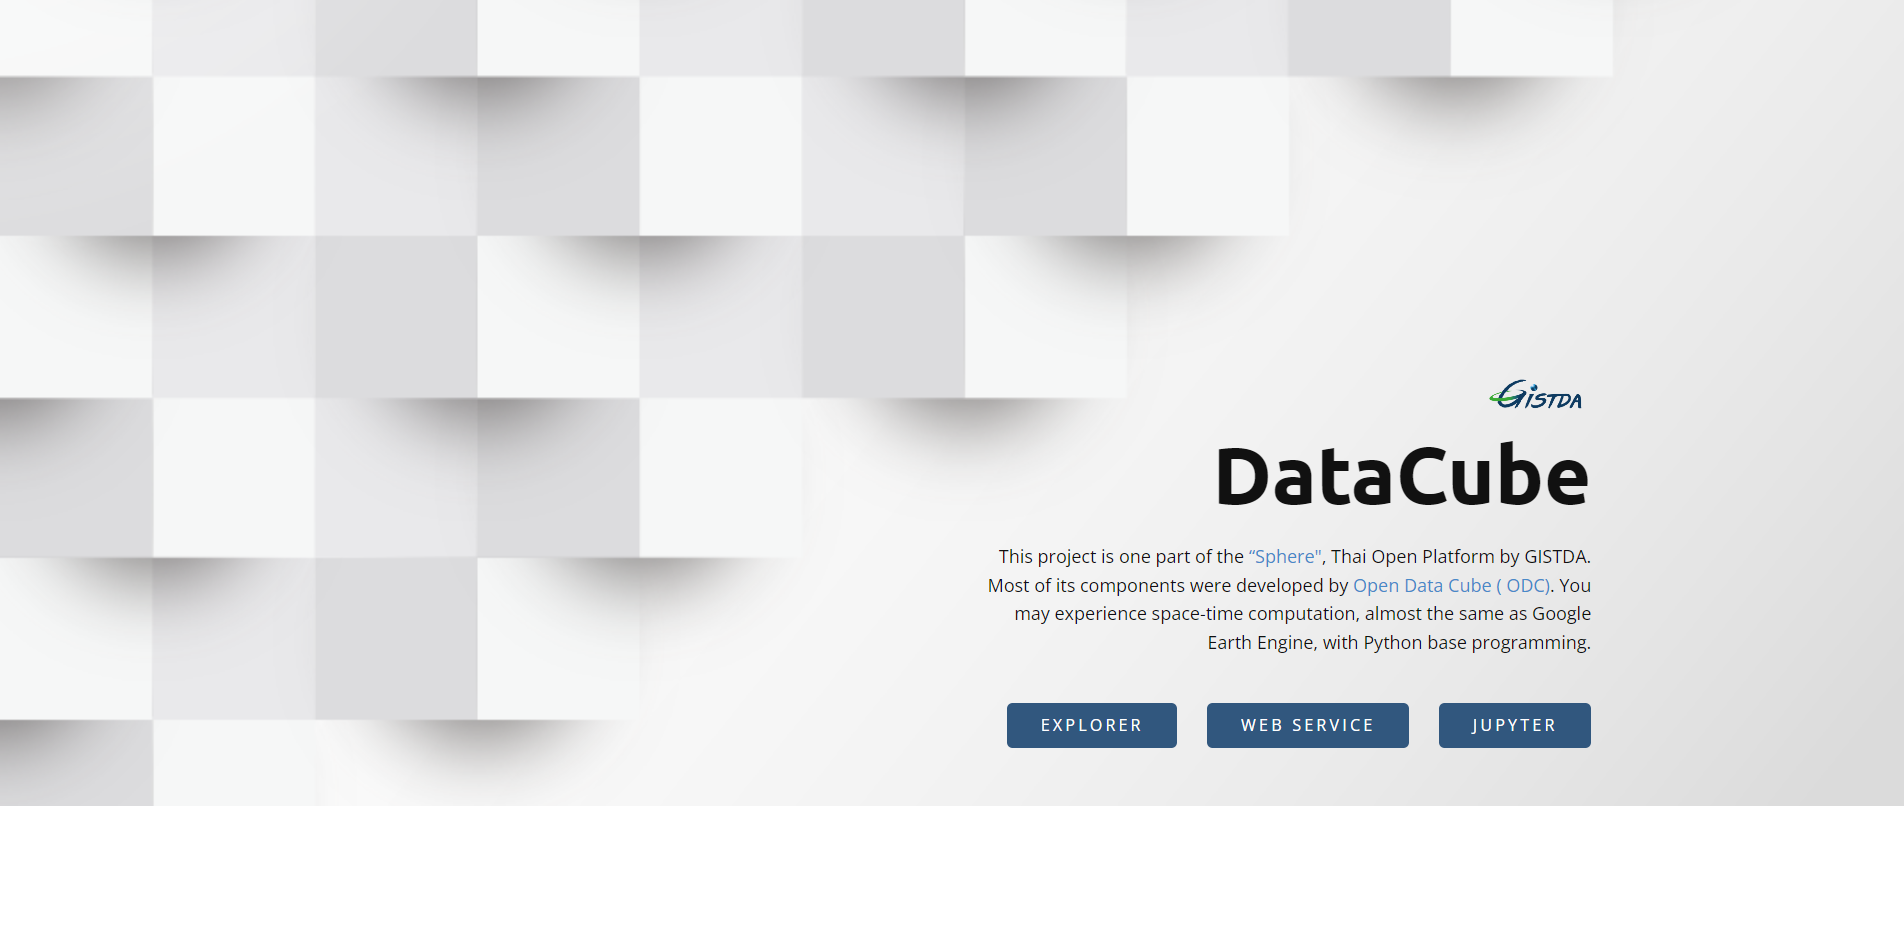 GISTDA
DataCube
This project is one part of the “Sphere", Thai Open Platform by GISTDA.
Most of its components were developed by Open Data Cube ( ODC). You
may experience space-time computation, almost the same as Google
Earth Engine, with Python base programming.
EXPLORER
WEB SERVICE
JUPYTER